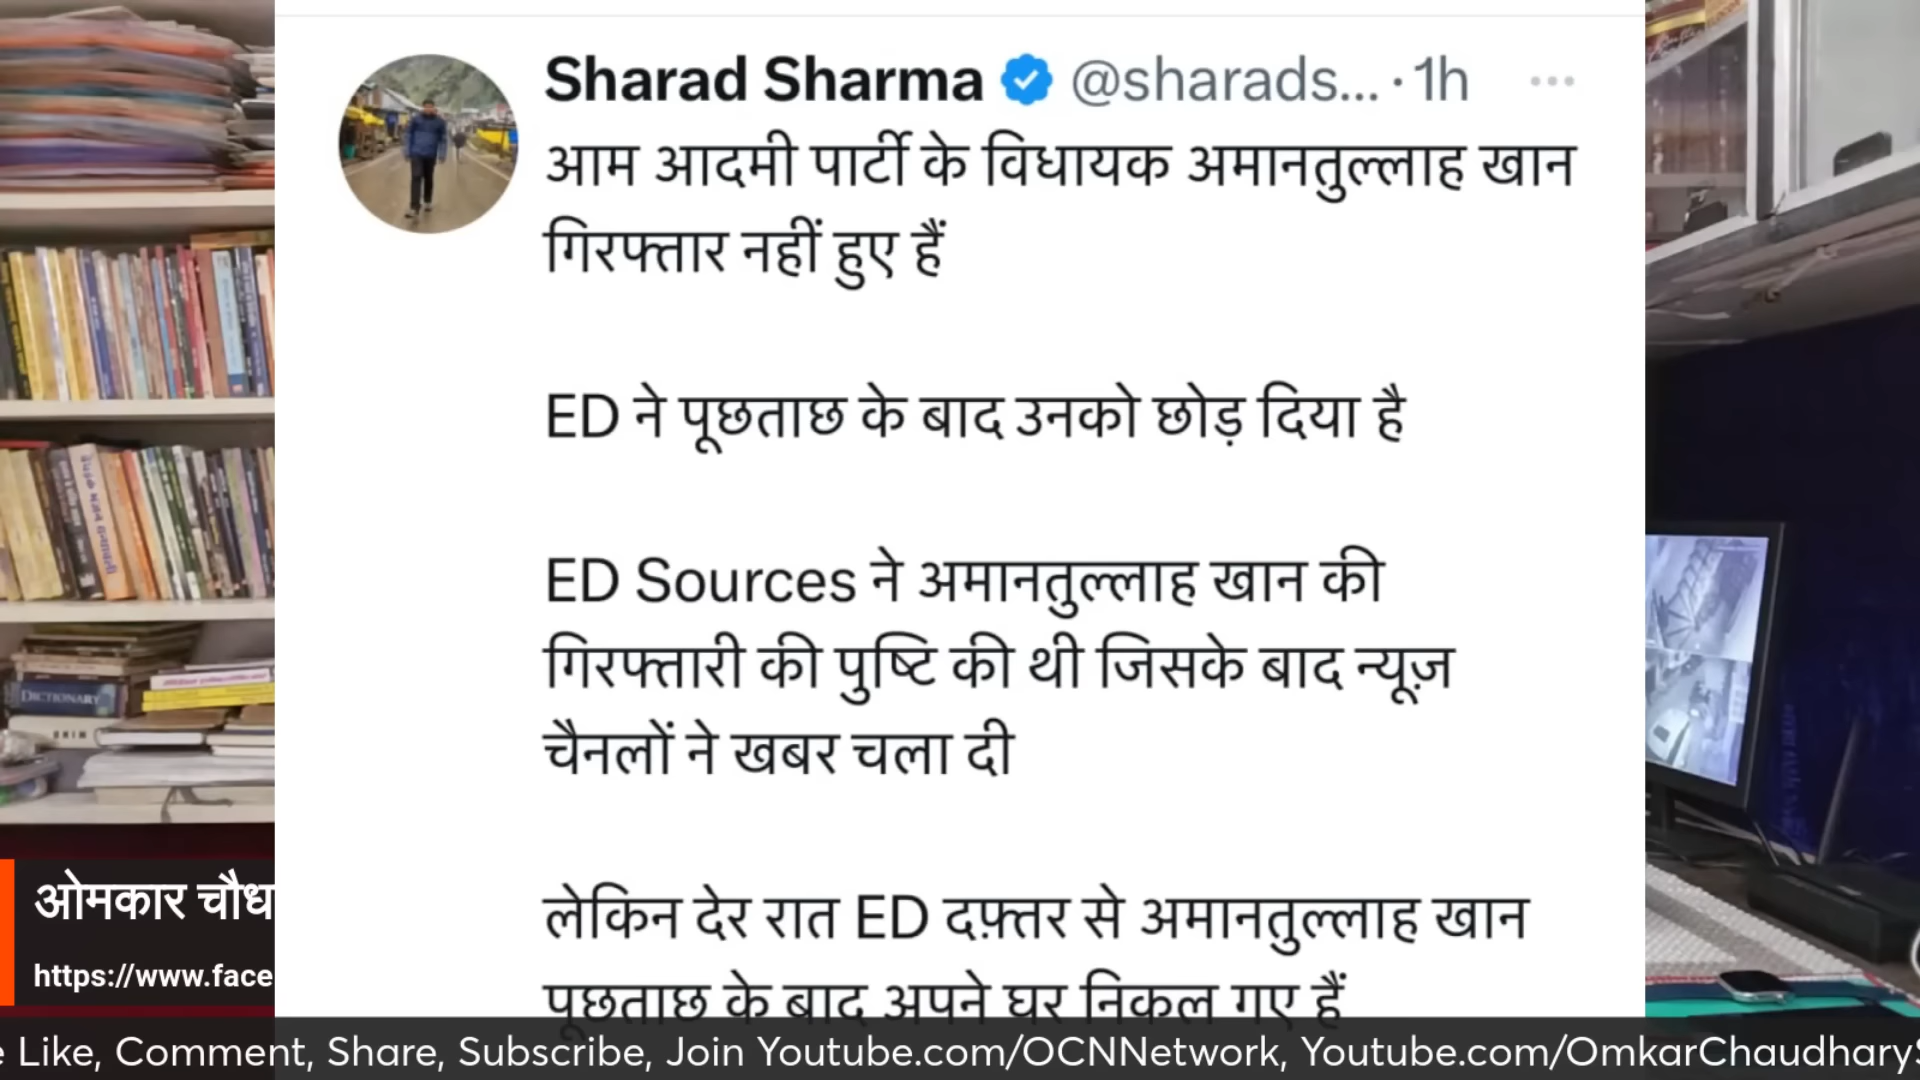 Sharad Sharma @sharads... · 1h
आम आदमी पार्टी के विधायक अमानतुल्लाह खान
गिरफ्तार नहीं हुए हैं
ED ने पूछताछ के बाद उनको छोड़ दिया है
ED Sources ने अमानतुल्लाह खान की
गिरफ्तारी की पुष्टि की थी जिसके बाद न्यूज़
चैनलों ने खबर चला दी
लेकिन देर रात ED दफ़्तर से अमानतुल्लाह खान
पूछताछ के बाद अपने घर निकल गए हैं
DICTIONARY
ओमकार चौध
https://www.face
e Like, Comment, Share, Subscribe, Join Youtube.com/OCNNetwork, Youtube.com/OmkarChaudharyS